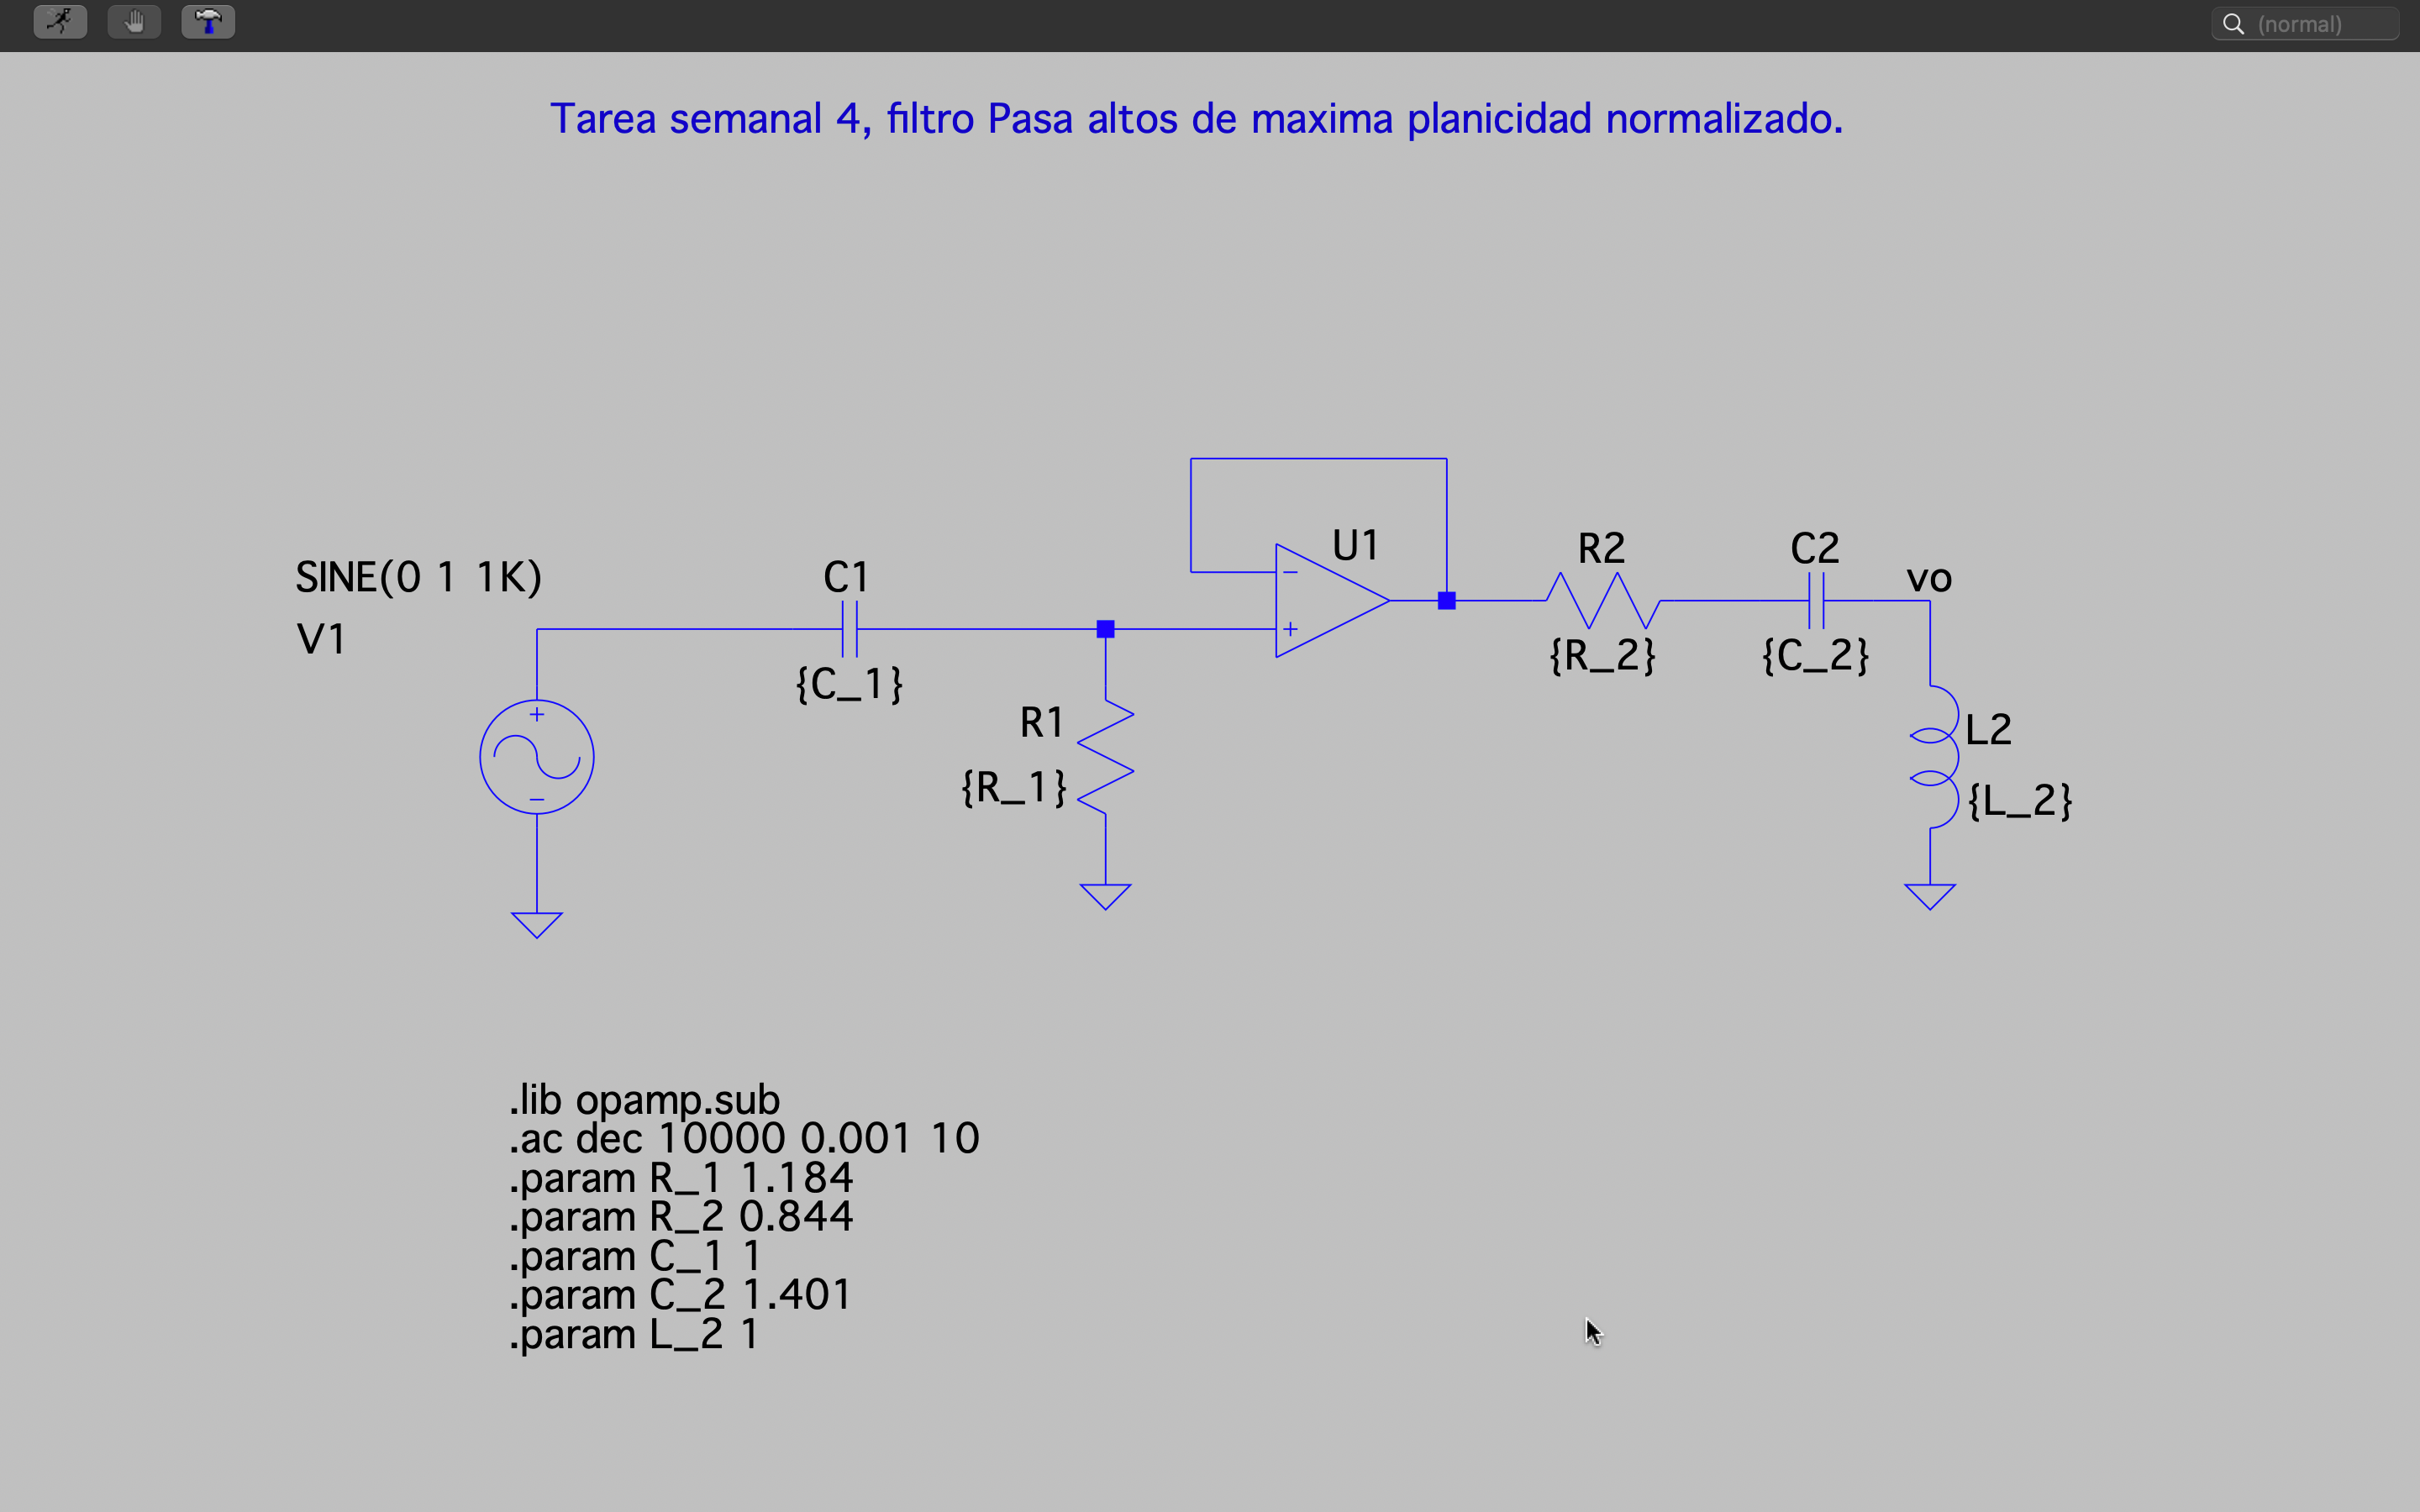 (normal)
Tarea semanal 4, filtro Pasa altos de maxima planicidad normalizado.
SINE(0 1 1K)
V1
C1
{C_1}
R1
{R_1}
U1
R2
{R_2}
C2
{C_2}
vo
L2
{L_2}
.lib opamp.sub
.ac dec 10000 0.001 10
.param R_1 1.184
.param R_2 0.844
.param C_1 1
.param C_2 1.401
.param L_2 1